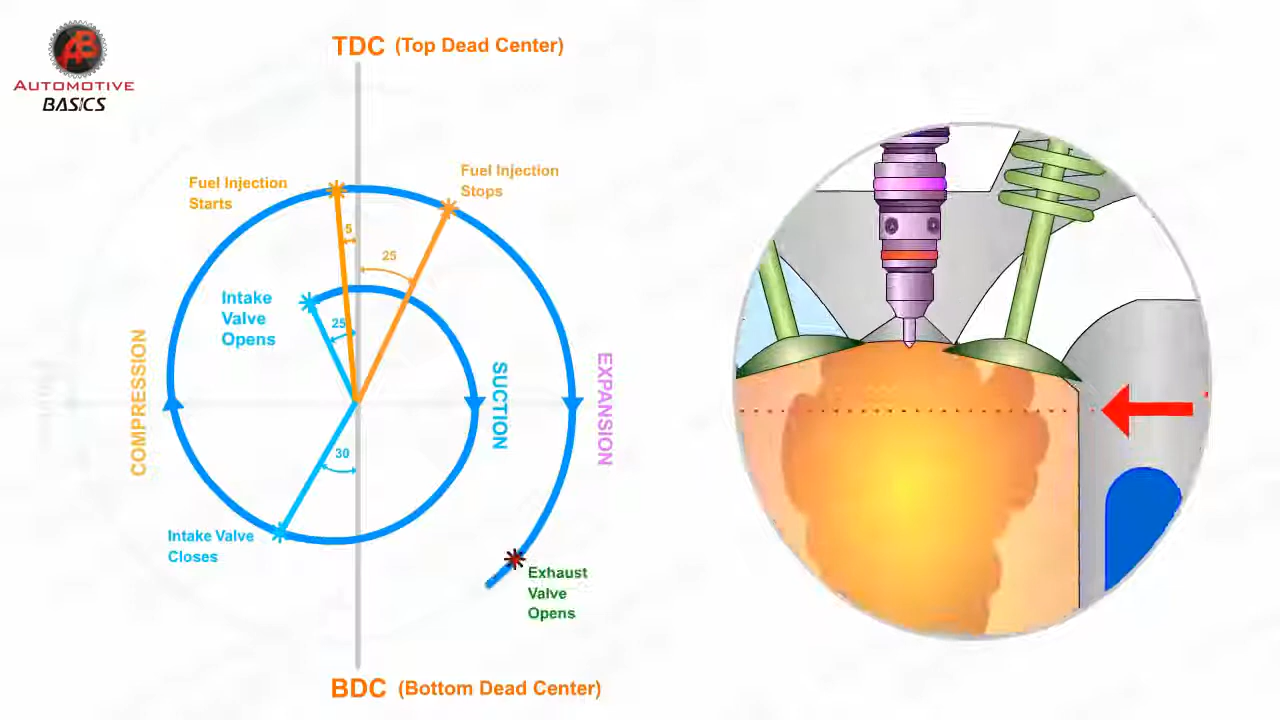 TDC (Top Dead Center)
AUTOMOTIVE
BASICS
Fuel Injection
Starts
Fuel Injection
Stops
5
25
Intake
Valve
Opens
25
COMPRESSION
SUCTION
EXPANSION
30
Intake Valve
Closes
Exhaust
Valve
Opens
BDC (Bottom Dead Center)